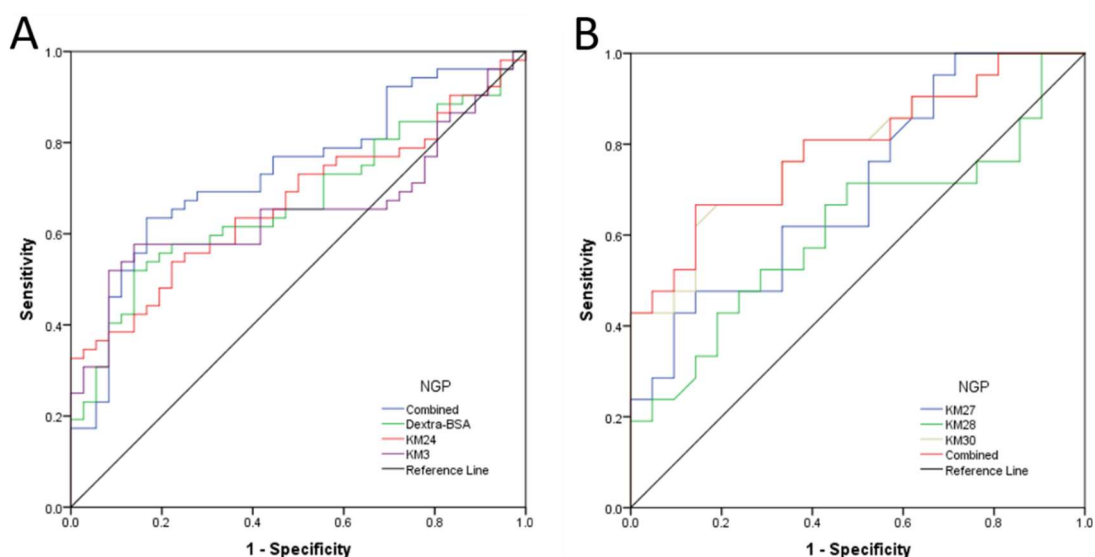 A
Sensitivity
1.0
0.8
0.6
0.4
0.2
0.0
0.0 0.2 0.4 0.6 0.8 1.0
1 - Specificity
NGP
Combined
Dextra-BSA
KM24
KM3
Reference Line
B
Sensitivity
1.0
0.8
0.6
0.4
0.2
0.0
0.0 0.2 0.4 0.6 0.8 1.0
1 - Specificity
NGP
KM27
KM28
KM30
Combined
Reference Line